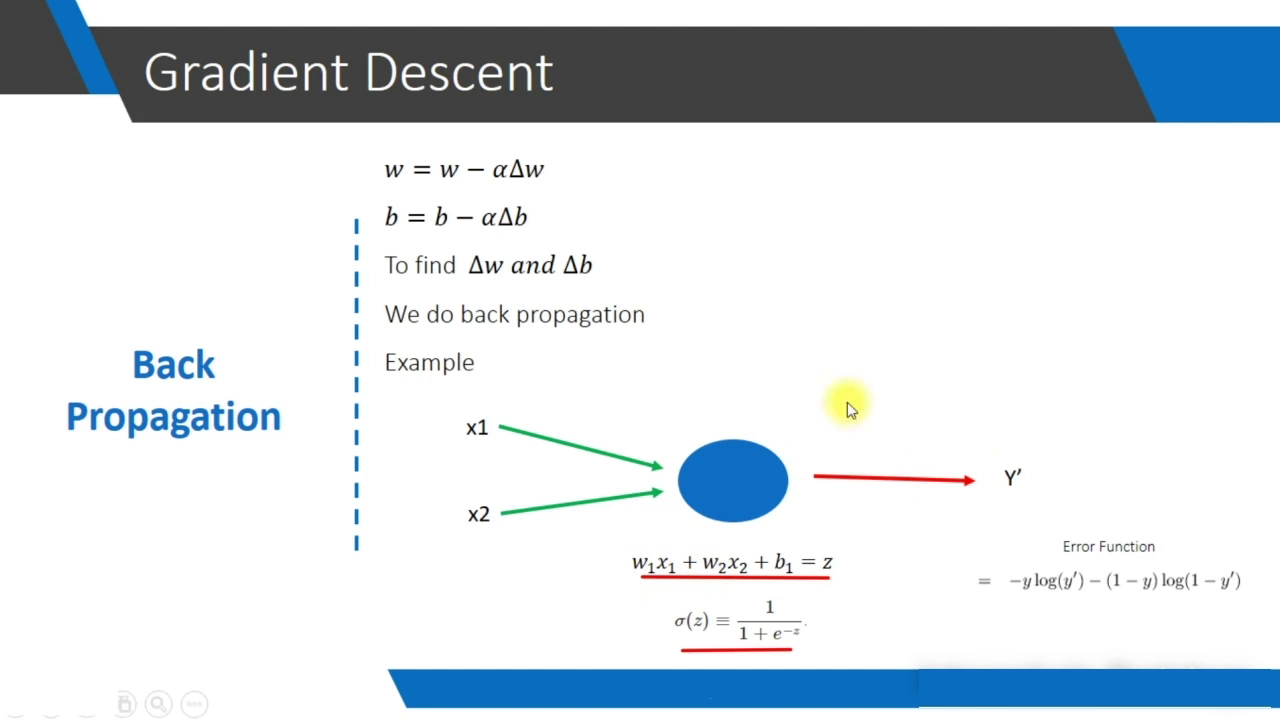 Gradient Descent
w = w − αΔw
b = b − αΔb
To find Δw and Δb
We do back propagation
Example
Back
Propagation
x1
x2
Y’
w₁x₁ + w₂x₂ + b₁ = z
σ(z) ≡ 1 / (1 + e⁻ᶻ)
Error Function
= −y log(y′) − (1 − y) log(1 − y′)